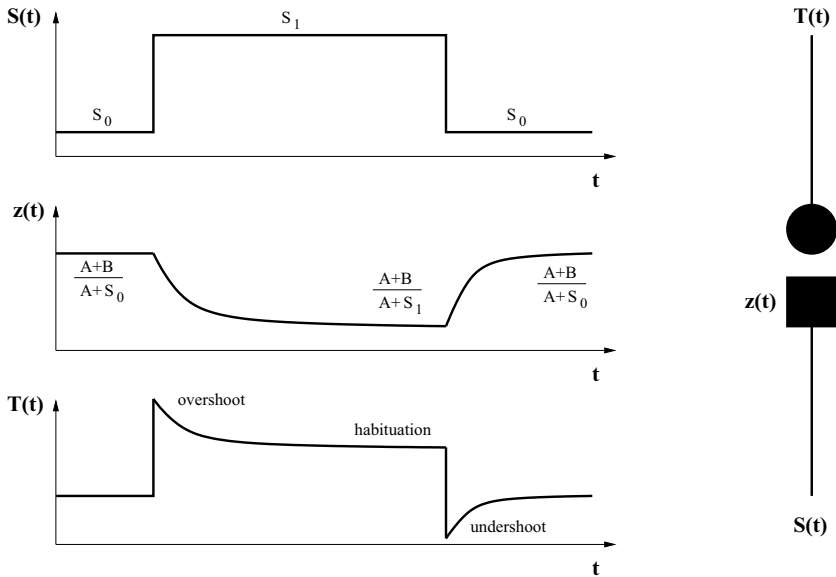 S(t)
S1
S0
S0
t
z(t)
A+B
A+S0
A+B
A+S1
A+B
A+S0
t
T(t)
overshoot
habituation
undershoot
t
T(t)
z(t)
S(t)